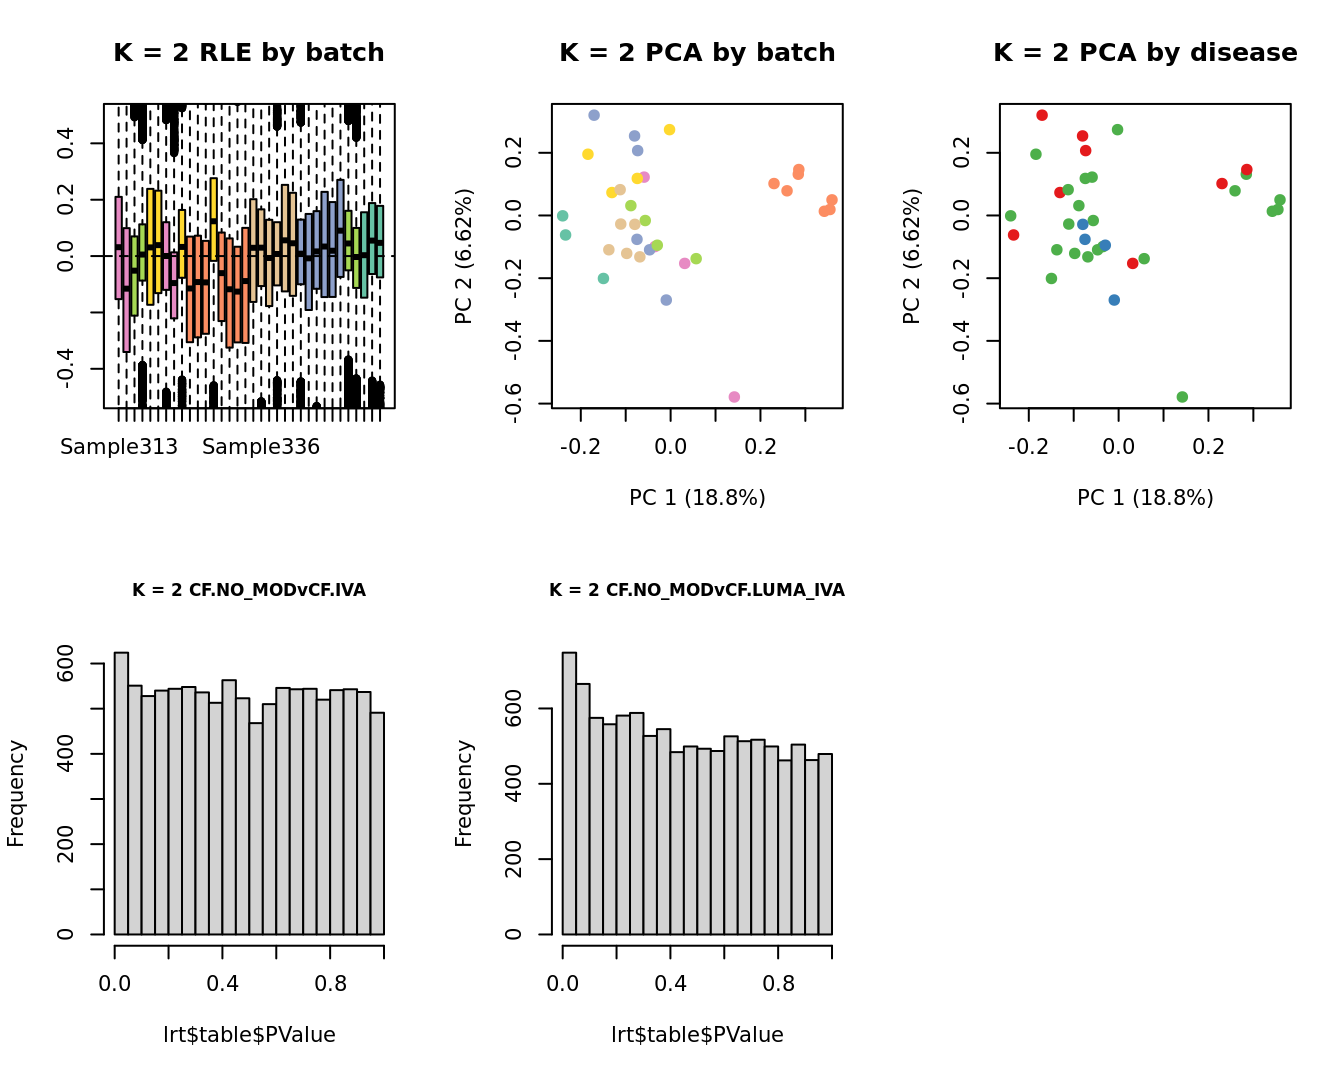 K = 2 RLE by batch
K = 2 PCA by batch
K = 2 PCA by disease
0.4
0.2
0.0
-0.4
Sample313
Sample336
PC 2 (6.62%)
0.2
0.0
-0.2
-0.4
-0.6
-0.2
0.0
0.2
PC 1 (18.8%)
PC 2 (6.62%)
0.2
0.0
-0.2
-0.4
-0.6
-0.2
0.0
0.2
PC 1 (18.8%)
K = 2 CF.NO_MODvCF.IVA
Frequency
600
400
200
0
0.0
0.4
0.8
lrt$table$PValue
K = 2 CF.NO_MODvCF.LUMA_IVA
Frequency
600
400
200
0
0.0
0.4
0.8
lrt$table$PValue